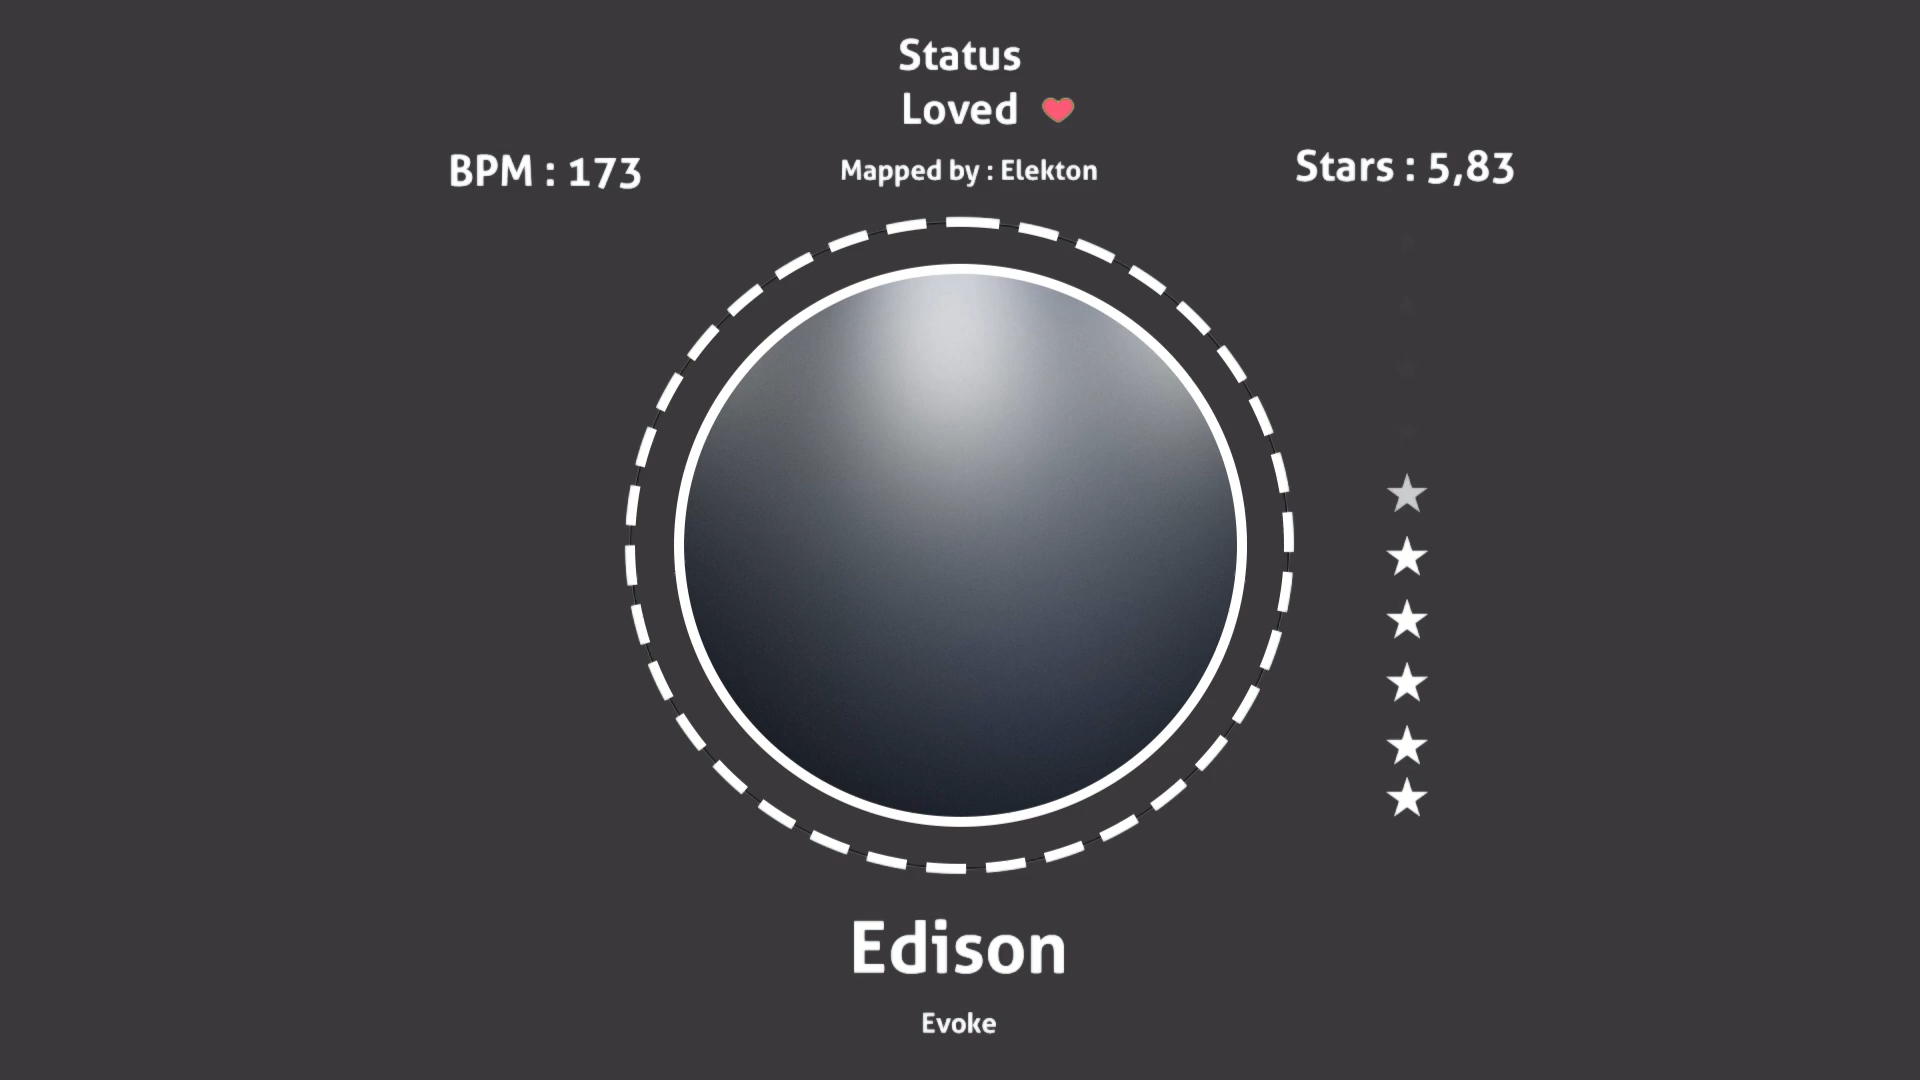 Status
Loved
BPM : 173
Mapped by : Elekton
Stars : 5,83
Edison
Evoke